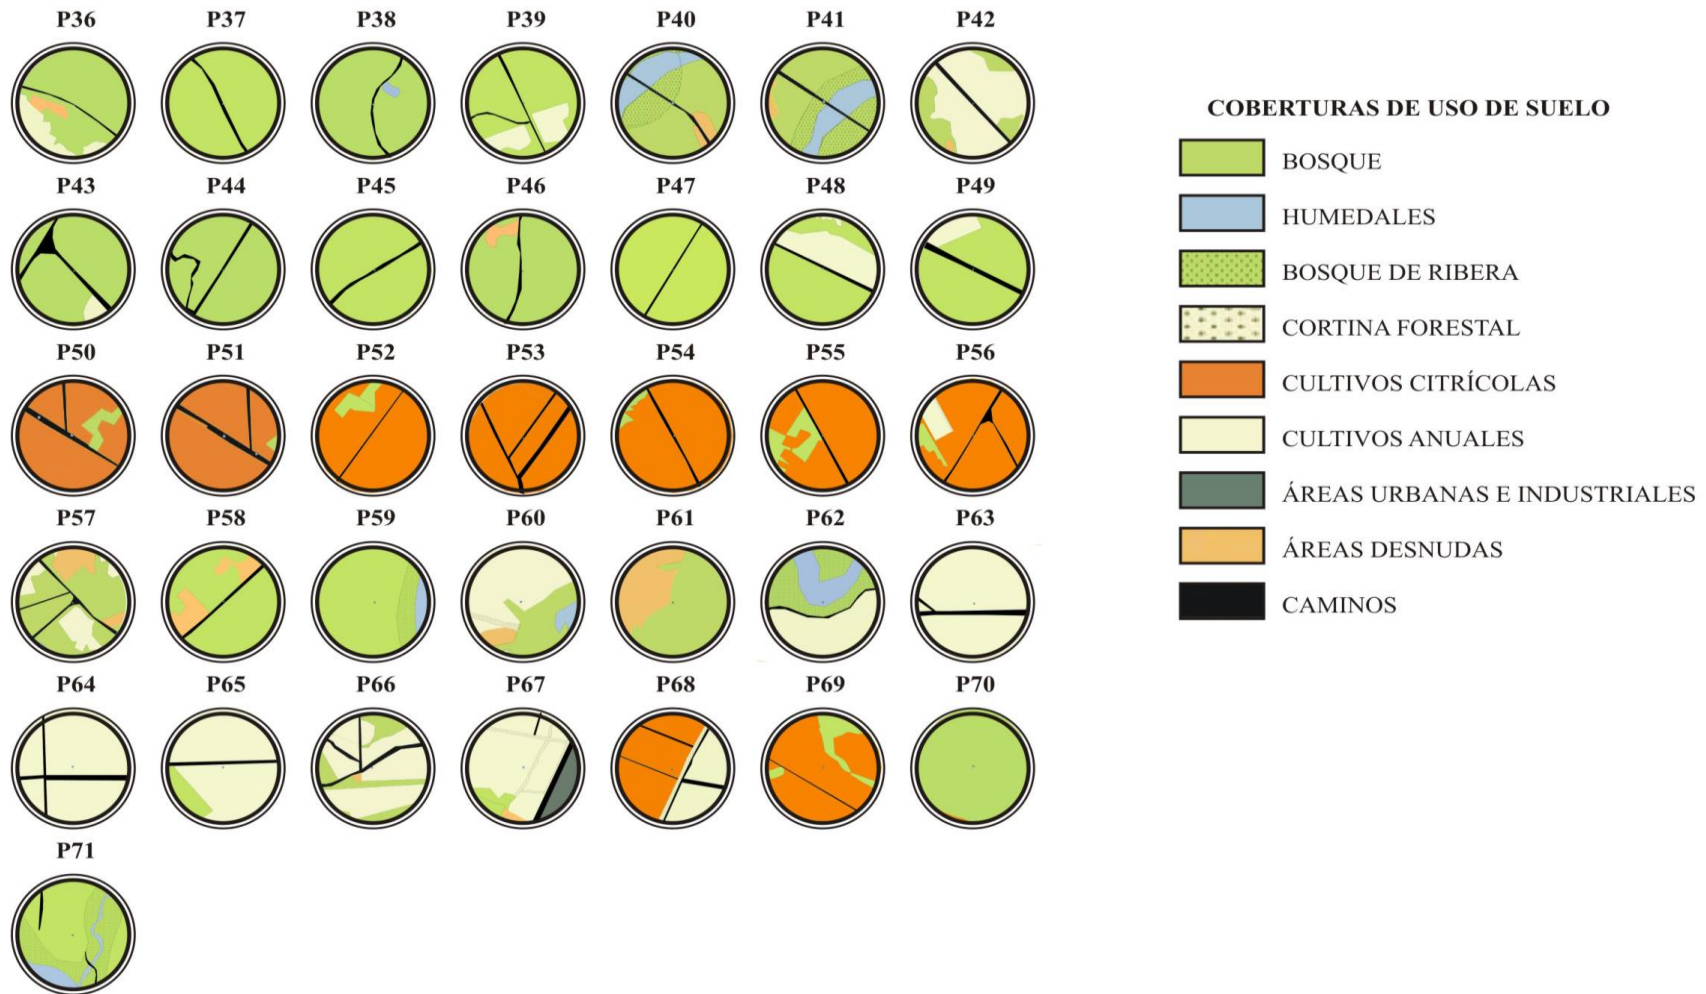 P36 P37 P38 P39 P40 P41 P42
P43 P44 P45 P46 P47 P48 P49
P50 P51 P52 P53 P54 P55 P56
P57 P58 P59 P60 P61 P62 P63
P64 P65 P66 P67 P68 P69 P70
P71
COBERTURAS DE USO DE SUELO
BOSQUE
HUMEDALES
BOSQUE DE RIBERA
CORTINA FORESTAL
CULTIVOS CITRÍCOLAS
CULTIVOS ANUALES
ÁREAS URBANAS E INDUSTRIALES
ÁREAS DESNUDAS
CAMINOS